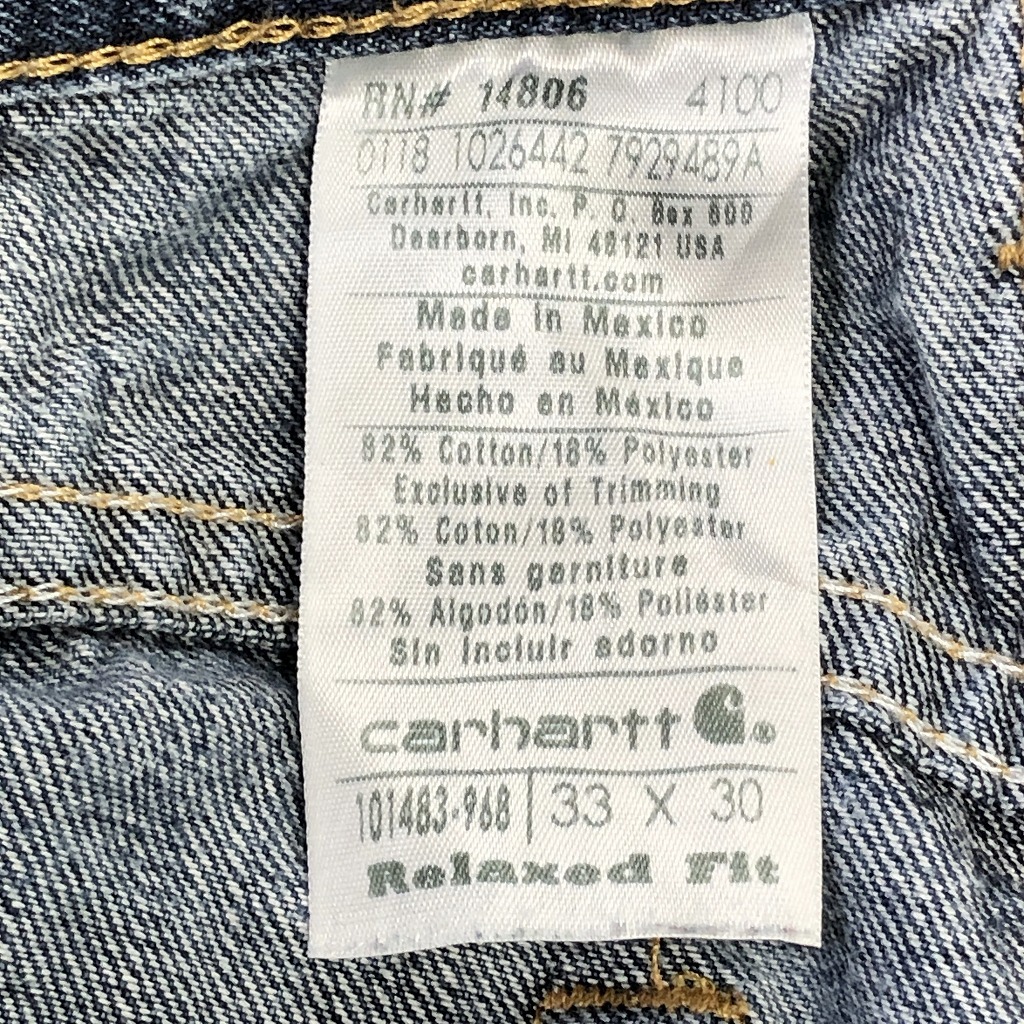 RN# 14806 4100
0118 1026442 7929489A
Carhartt, Inc. P. O. Box 600
Dearborn, MI 48121 USA
carhartt.com
Made in Mexico
Fabriqué au Mexique
Hecho en México
82% Cotton/18% Polyester
Exclusive of Trimming
82% Coton/18% Polyester
Sans garniture
82% Algodón/18% Poliéster
Sin incluir adorno
carhartt ®
101483-968 | 33 X 30
Relaxed Fit